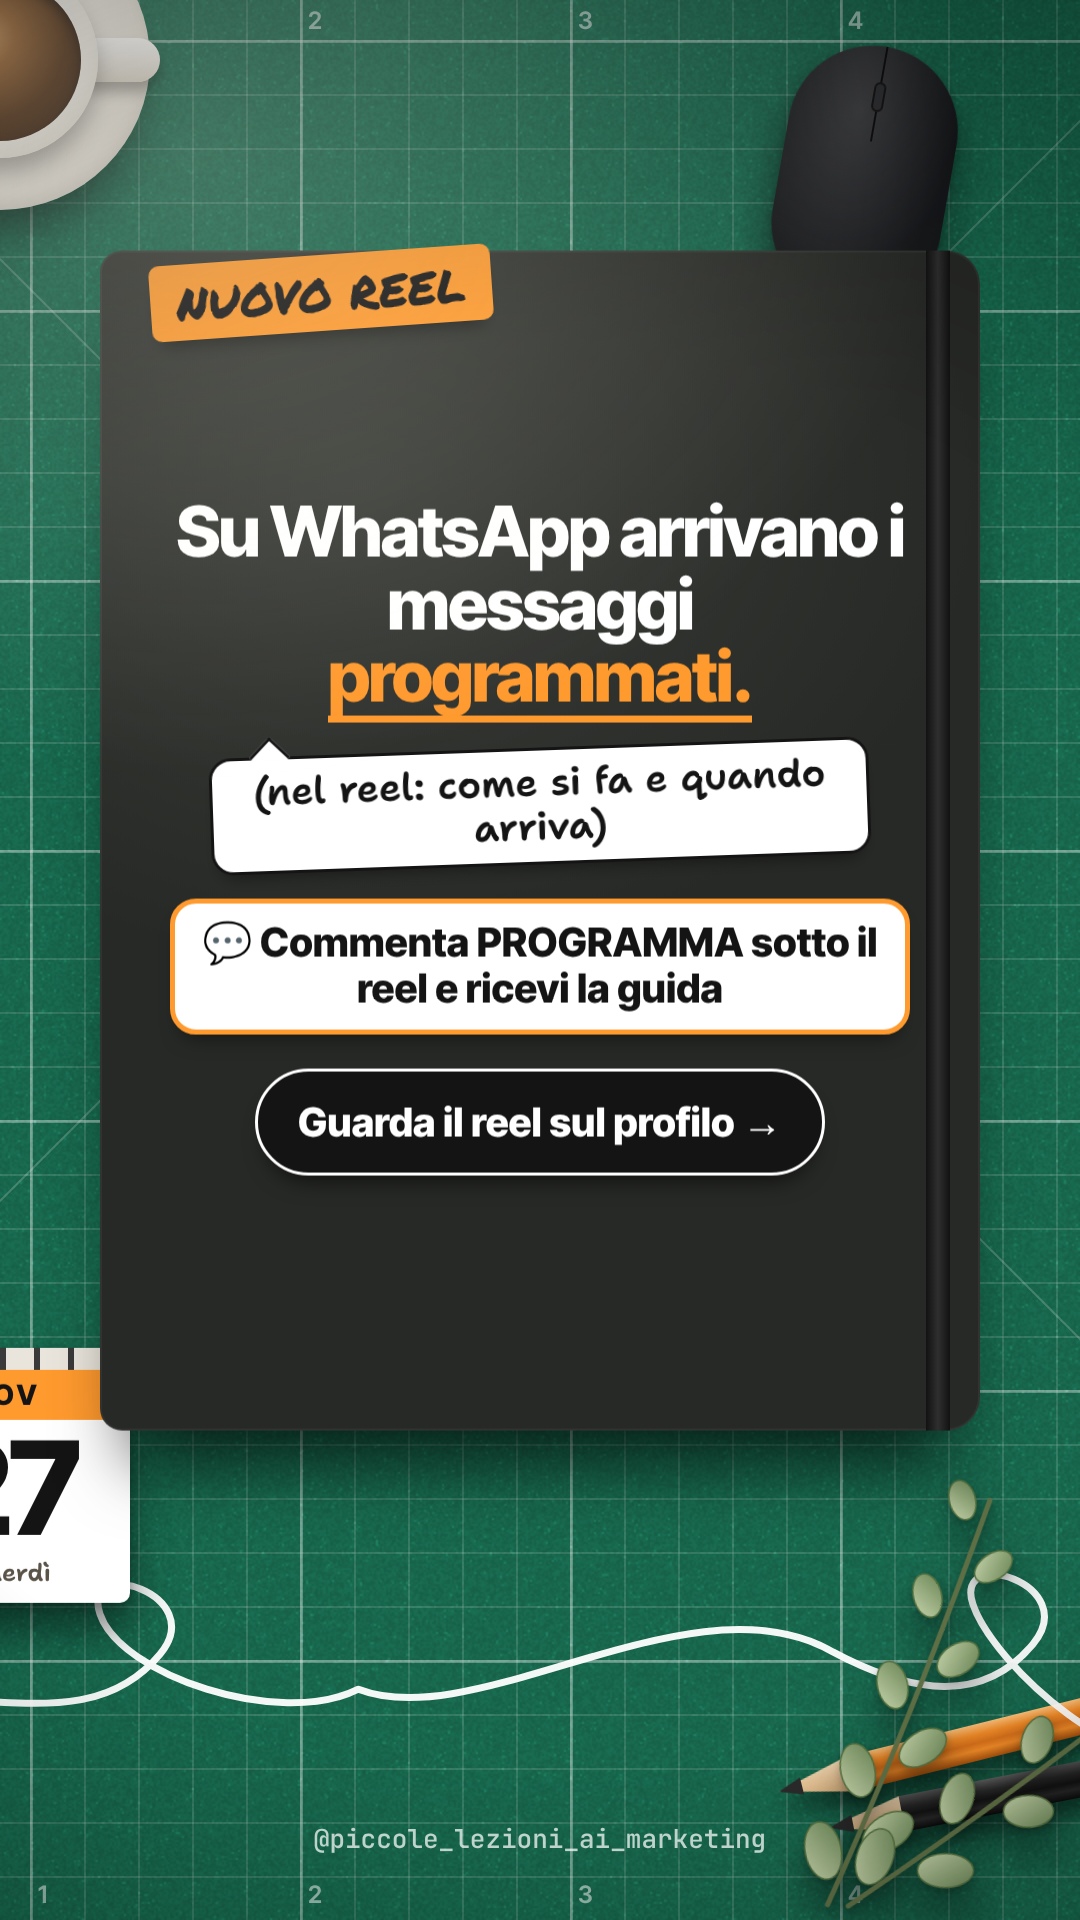 2 3 4
NUOVO REEL
Su WhatsApp arrivano i
messaggi
programmati.
(nel reel: come si fa e quando
arriva)
💬 Commenta PROGRAMMA sotto il
reel e ricevi la guida
Guarda il reel sul profilo →
OV
27
erdì
@piccole_lezioni_ai_marketing
1 2 3 4